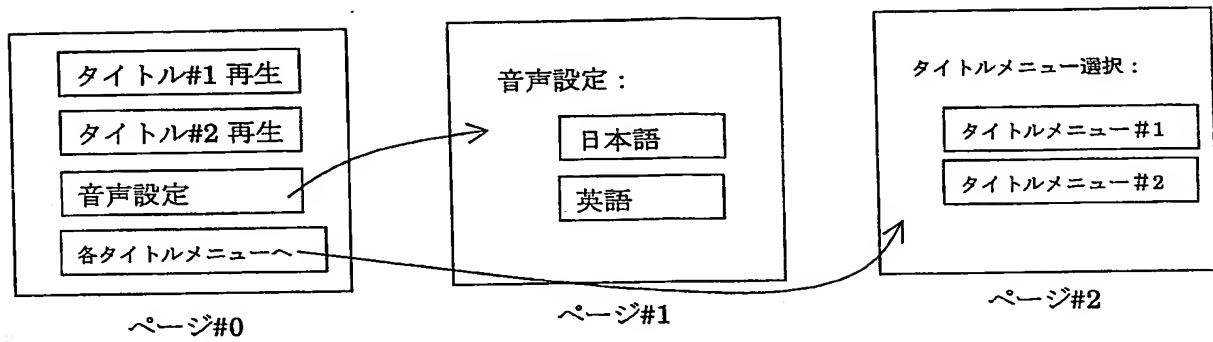 タイトル#1 再生
タイトル#2 再生
音声設定
各タイトルメニューへ
ページ#0
音声設定：
日本語
英語
ページ#1
タイトルメニュー選択：
タイトルメニュー#1
タイトルメニュー#2
ページ#2